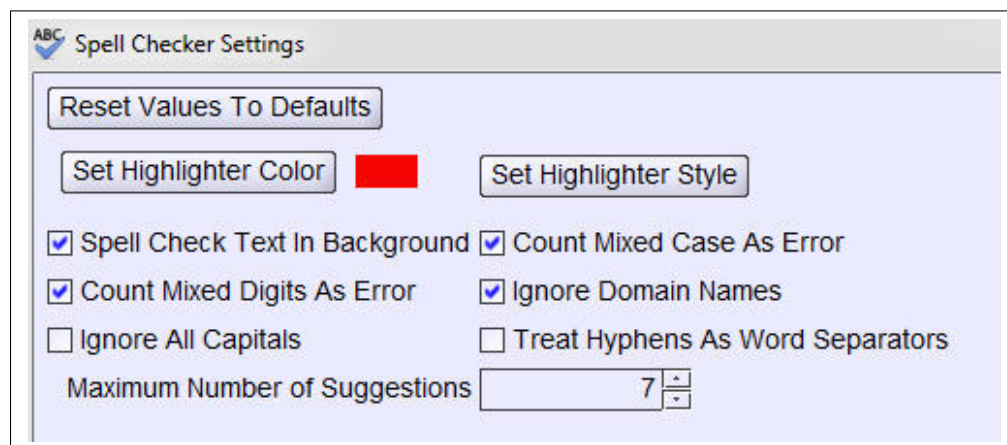 ABC Spell Checker Settings
Reset Values To Defaults
Set Highlighter Color Set Highlighter Style
Spell Check Text In Background Count Mixed Case As Error
Count Mixed Digits As Error Ignore Domain Names
Ignore All Capitals Treat Hyphens As Word Separators
Maximum Number of Suggestions 7